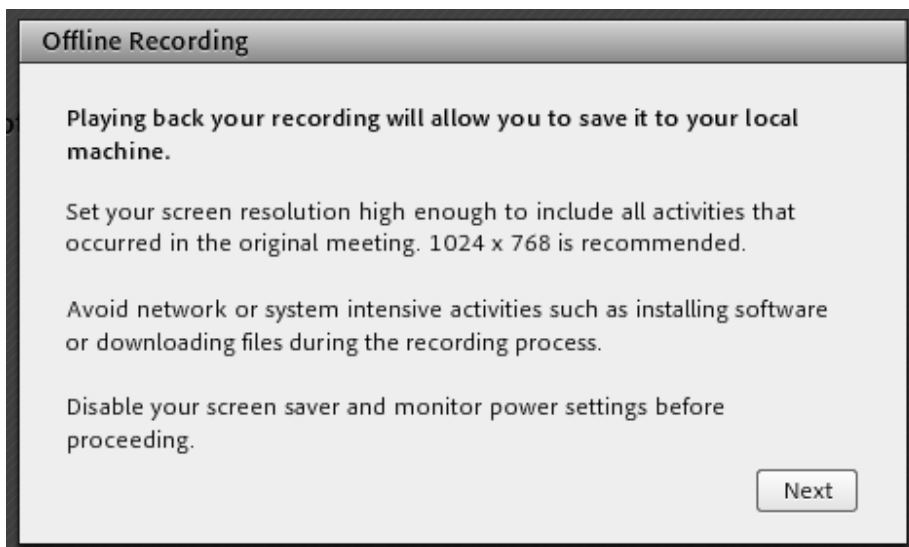 Offline Recording
Playing back your recording will allow you to save it to your local
machine.
Set your screen resolution high enough to include all activities that
occurred in the original meeting. 1024 x 768 is recommended.
Avoid network or system intensive activities such as installing software
or downloading files during the recording process.
Disable your screen saver and monitor power settings before
proceeding.
Next